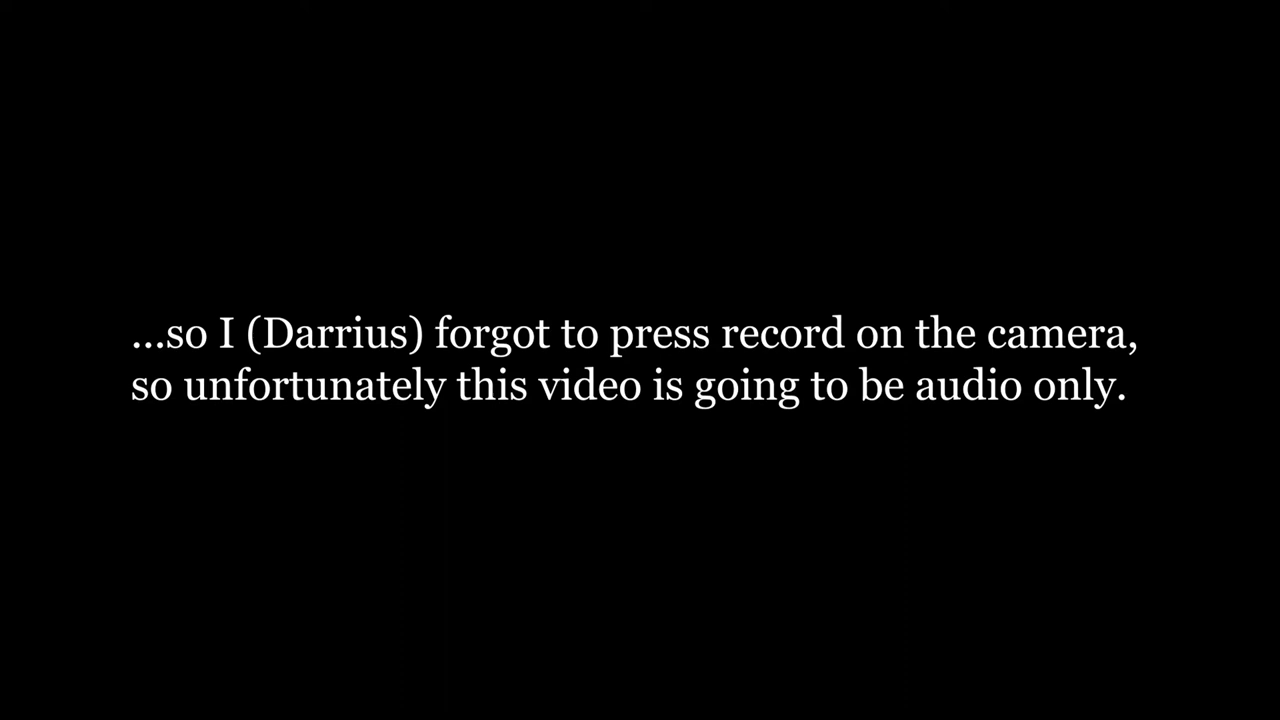 ...so I (Darrius) forgot to press record on the camera,
so unfortunately this video is going to be audio only.